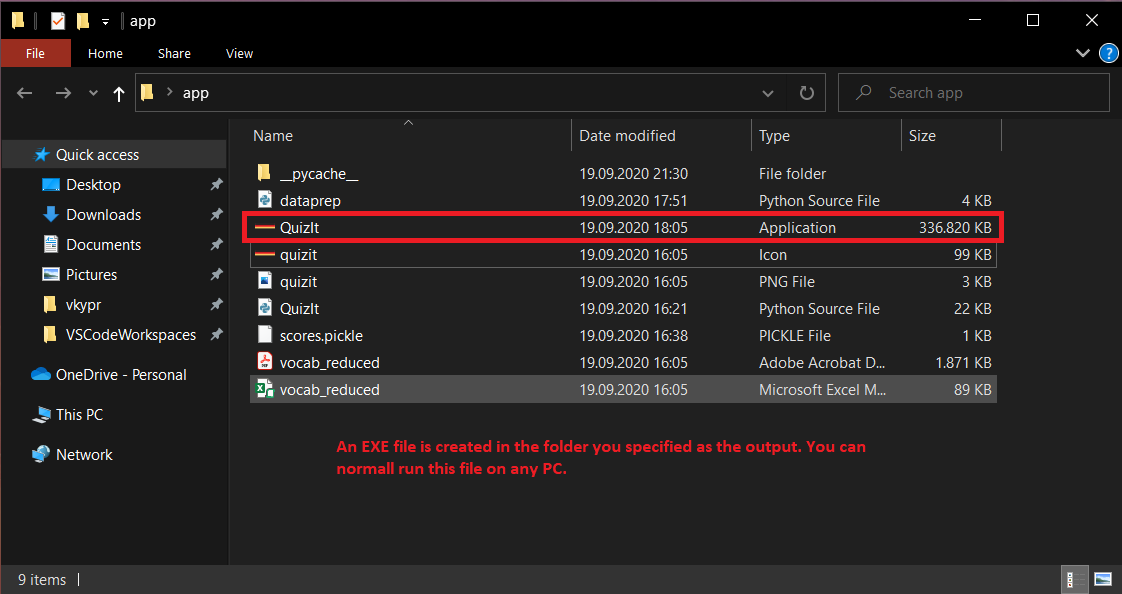 app
File Home Share View
app
Search app
Name Date modified Type Size
Quick access
Desktop
Downloads
Documents
Pictures
vkypr
VSCodeWorkspaces
OneDrive - Personal
This PC
Network
__pycache__ 19.09.2020 21:30 File folder
dataprep 19.09.2020 17:51 Python Source File 4 KB
QuizIt 19.09.2020 18:05 Application 336.820 KB
quizit 19.09.2020 16:05 Icon 99 KB
quizit 19.09.2020 16:05 PNG File 3 KB
QuizIt 19.09.2020 16:21 Python Source File 22 KB
scores.pickle 19.09.2020 16:38 PICKLE File 1 KB
vocab_reduced 19.09.2020 16:05 Adobe Acrobat D... 1.871 KB
vocab_reduced 19.09.2020 16:05 Microsoft Excel M... 89 KB
An EXE file is created in the folder you specified as the output. You can
normall run this file on any PC.
9 items